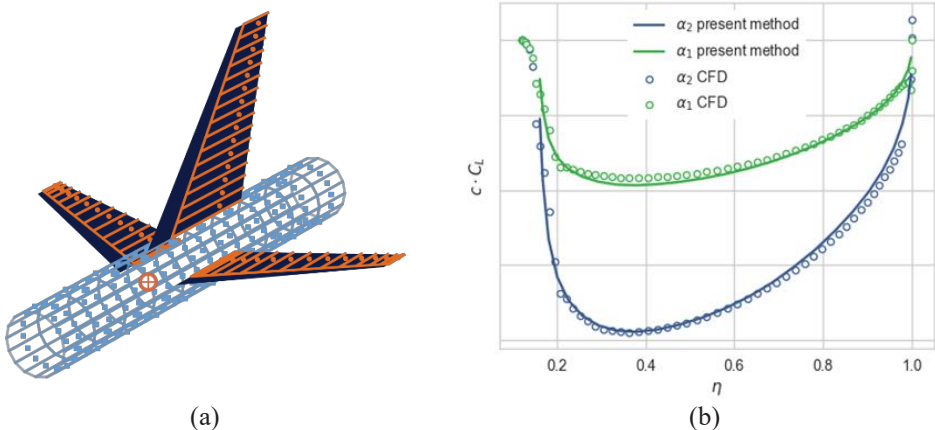 α₂ present method
α₁ present method
α₂ CFD
α₁ CFD
c · C_L
0.2 0.4 0.6 0.8 1.0
η
(a) (b)